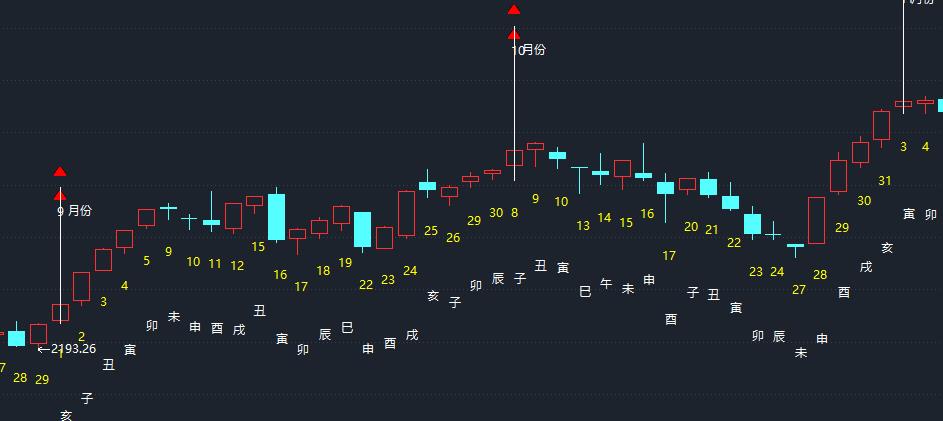 月份
10月份
9 月份
3 4
31
30
29
28
27
23 24
22
21
20
17
16
15
14
13
10
9
8
30
29
26
25
24
23
22
19
18
17
16
15
12
11
10
9
5
4
3
2
1
←2193.26
7
28
29
亥
子
丑
寅
卯
未
申
酉
戌
丑
寅
卯
辰
巳
申
酉
戌
亥
子
卯
辰
子
丑
寅
巳
午
未
申
酉
子
丑
寅
卯
辰
未
申
酉
戌
亥
寅
卯